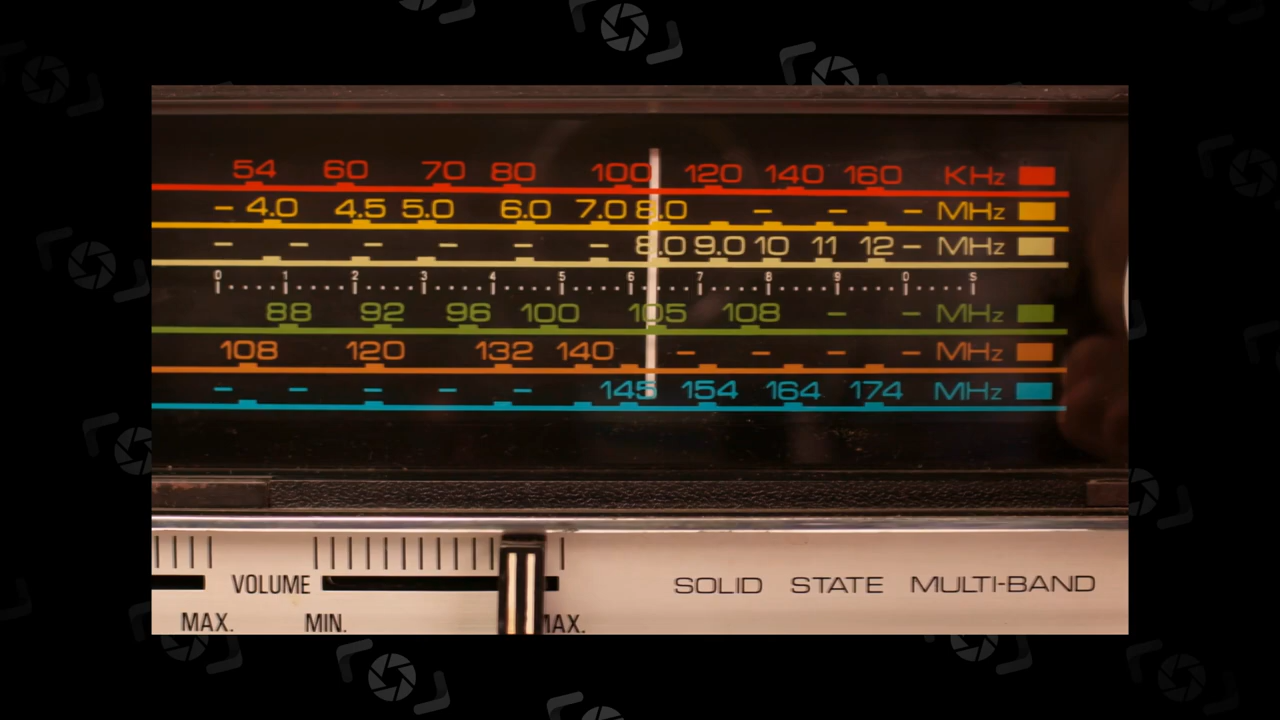 54 60 70 80 100 120 140 160 KHz
- 4.0 4.5 5.0 6.0 7.0 8.0 - - - MHz
- - - - - - 8.0 9.0 10 11 12 - MHz
0 1 2 3 4 5 6 7 8 9 0 S
88 92 96 100 105 108 - - MHz
108 120 132 140 - - - - MHz
- - - - - 145 154 164 174 MHz
VOLUME
SOLID STATE MULTI-BAND
MAX. MIN. MAX.